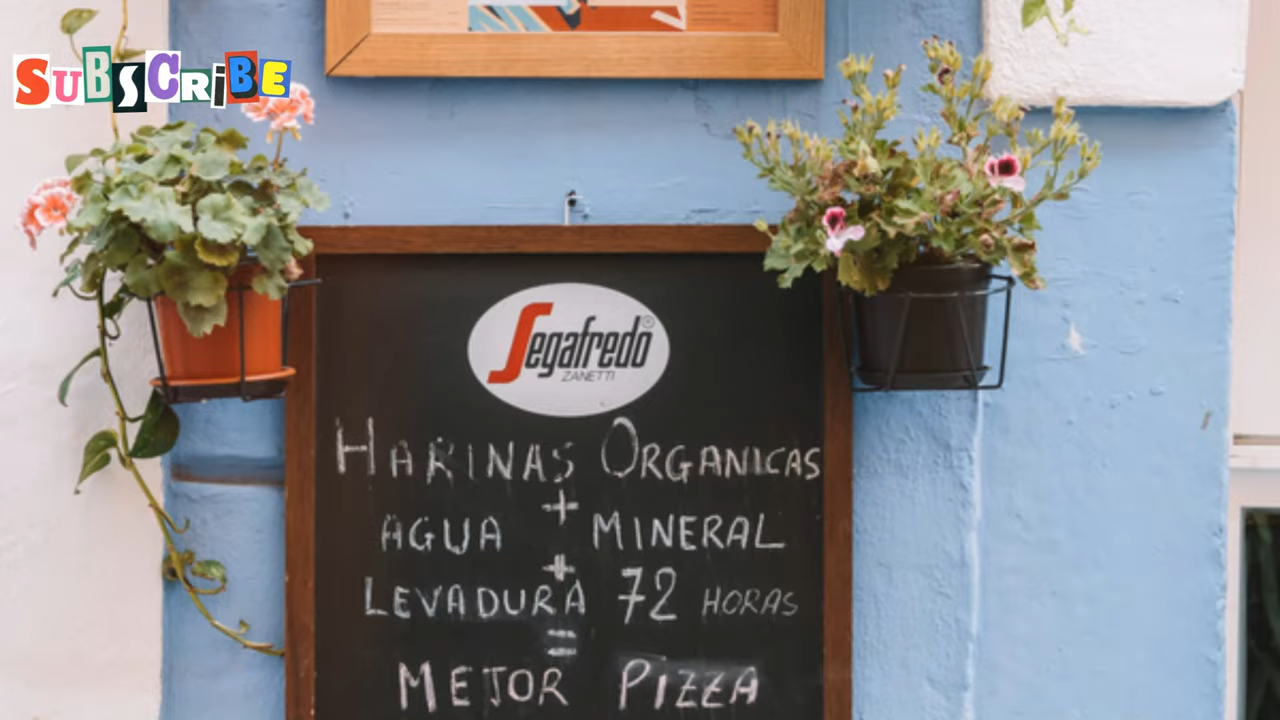 SUBSCRiBE
Segafredo®
ZANETTI
HARINAS ORGANICAS
+
AGUA MINERAL
+
LEVADURA 72 HORAS
=
MEJOR PIZZA